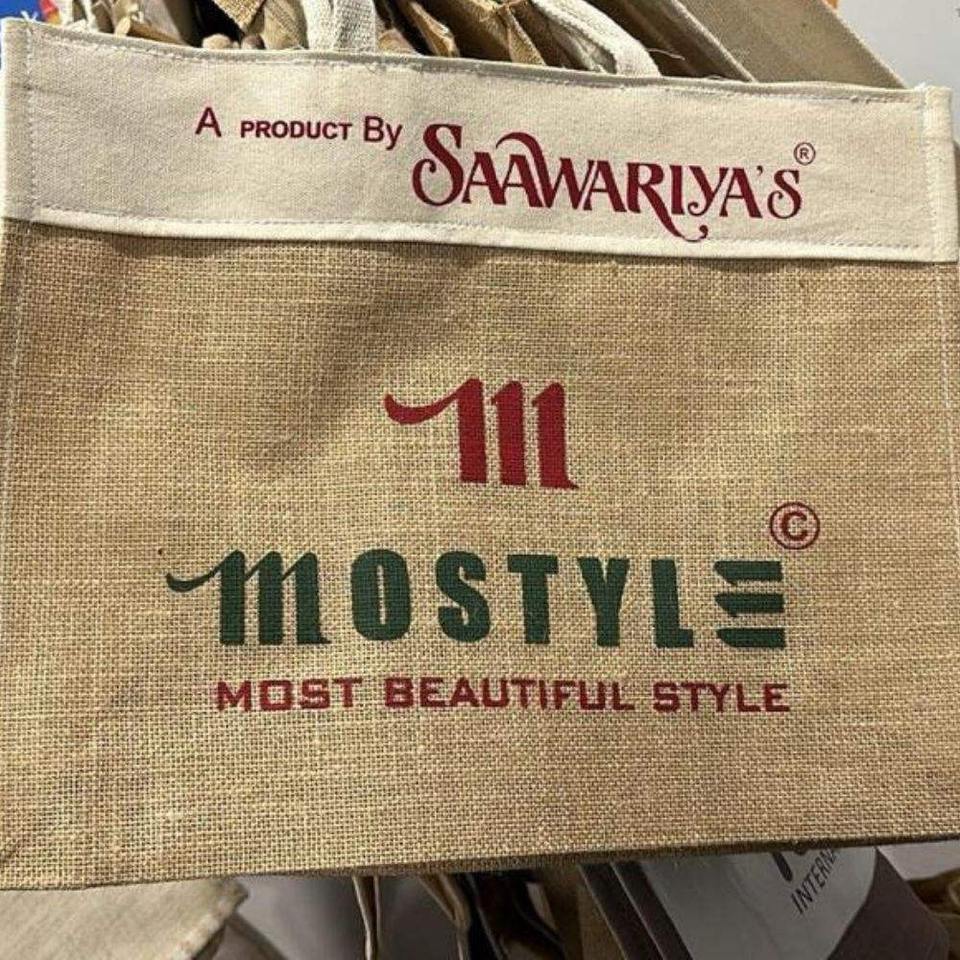 A PRODUCT By SAAWARIYA'S®
m
©
MOSTYLE
MOST BEAUTIFUL STYLE